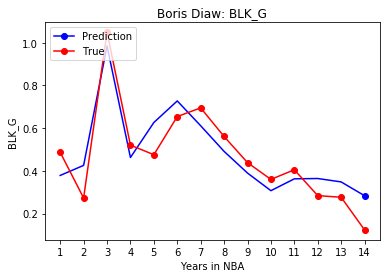 Boris Diaw: BLK_G
Prediction
True
BLK_G
1.0
0.8
0.6
0.4
0.2
1 2 3 4 5 6 7 8 9 10 11 12 13 14
Years in NBA